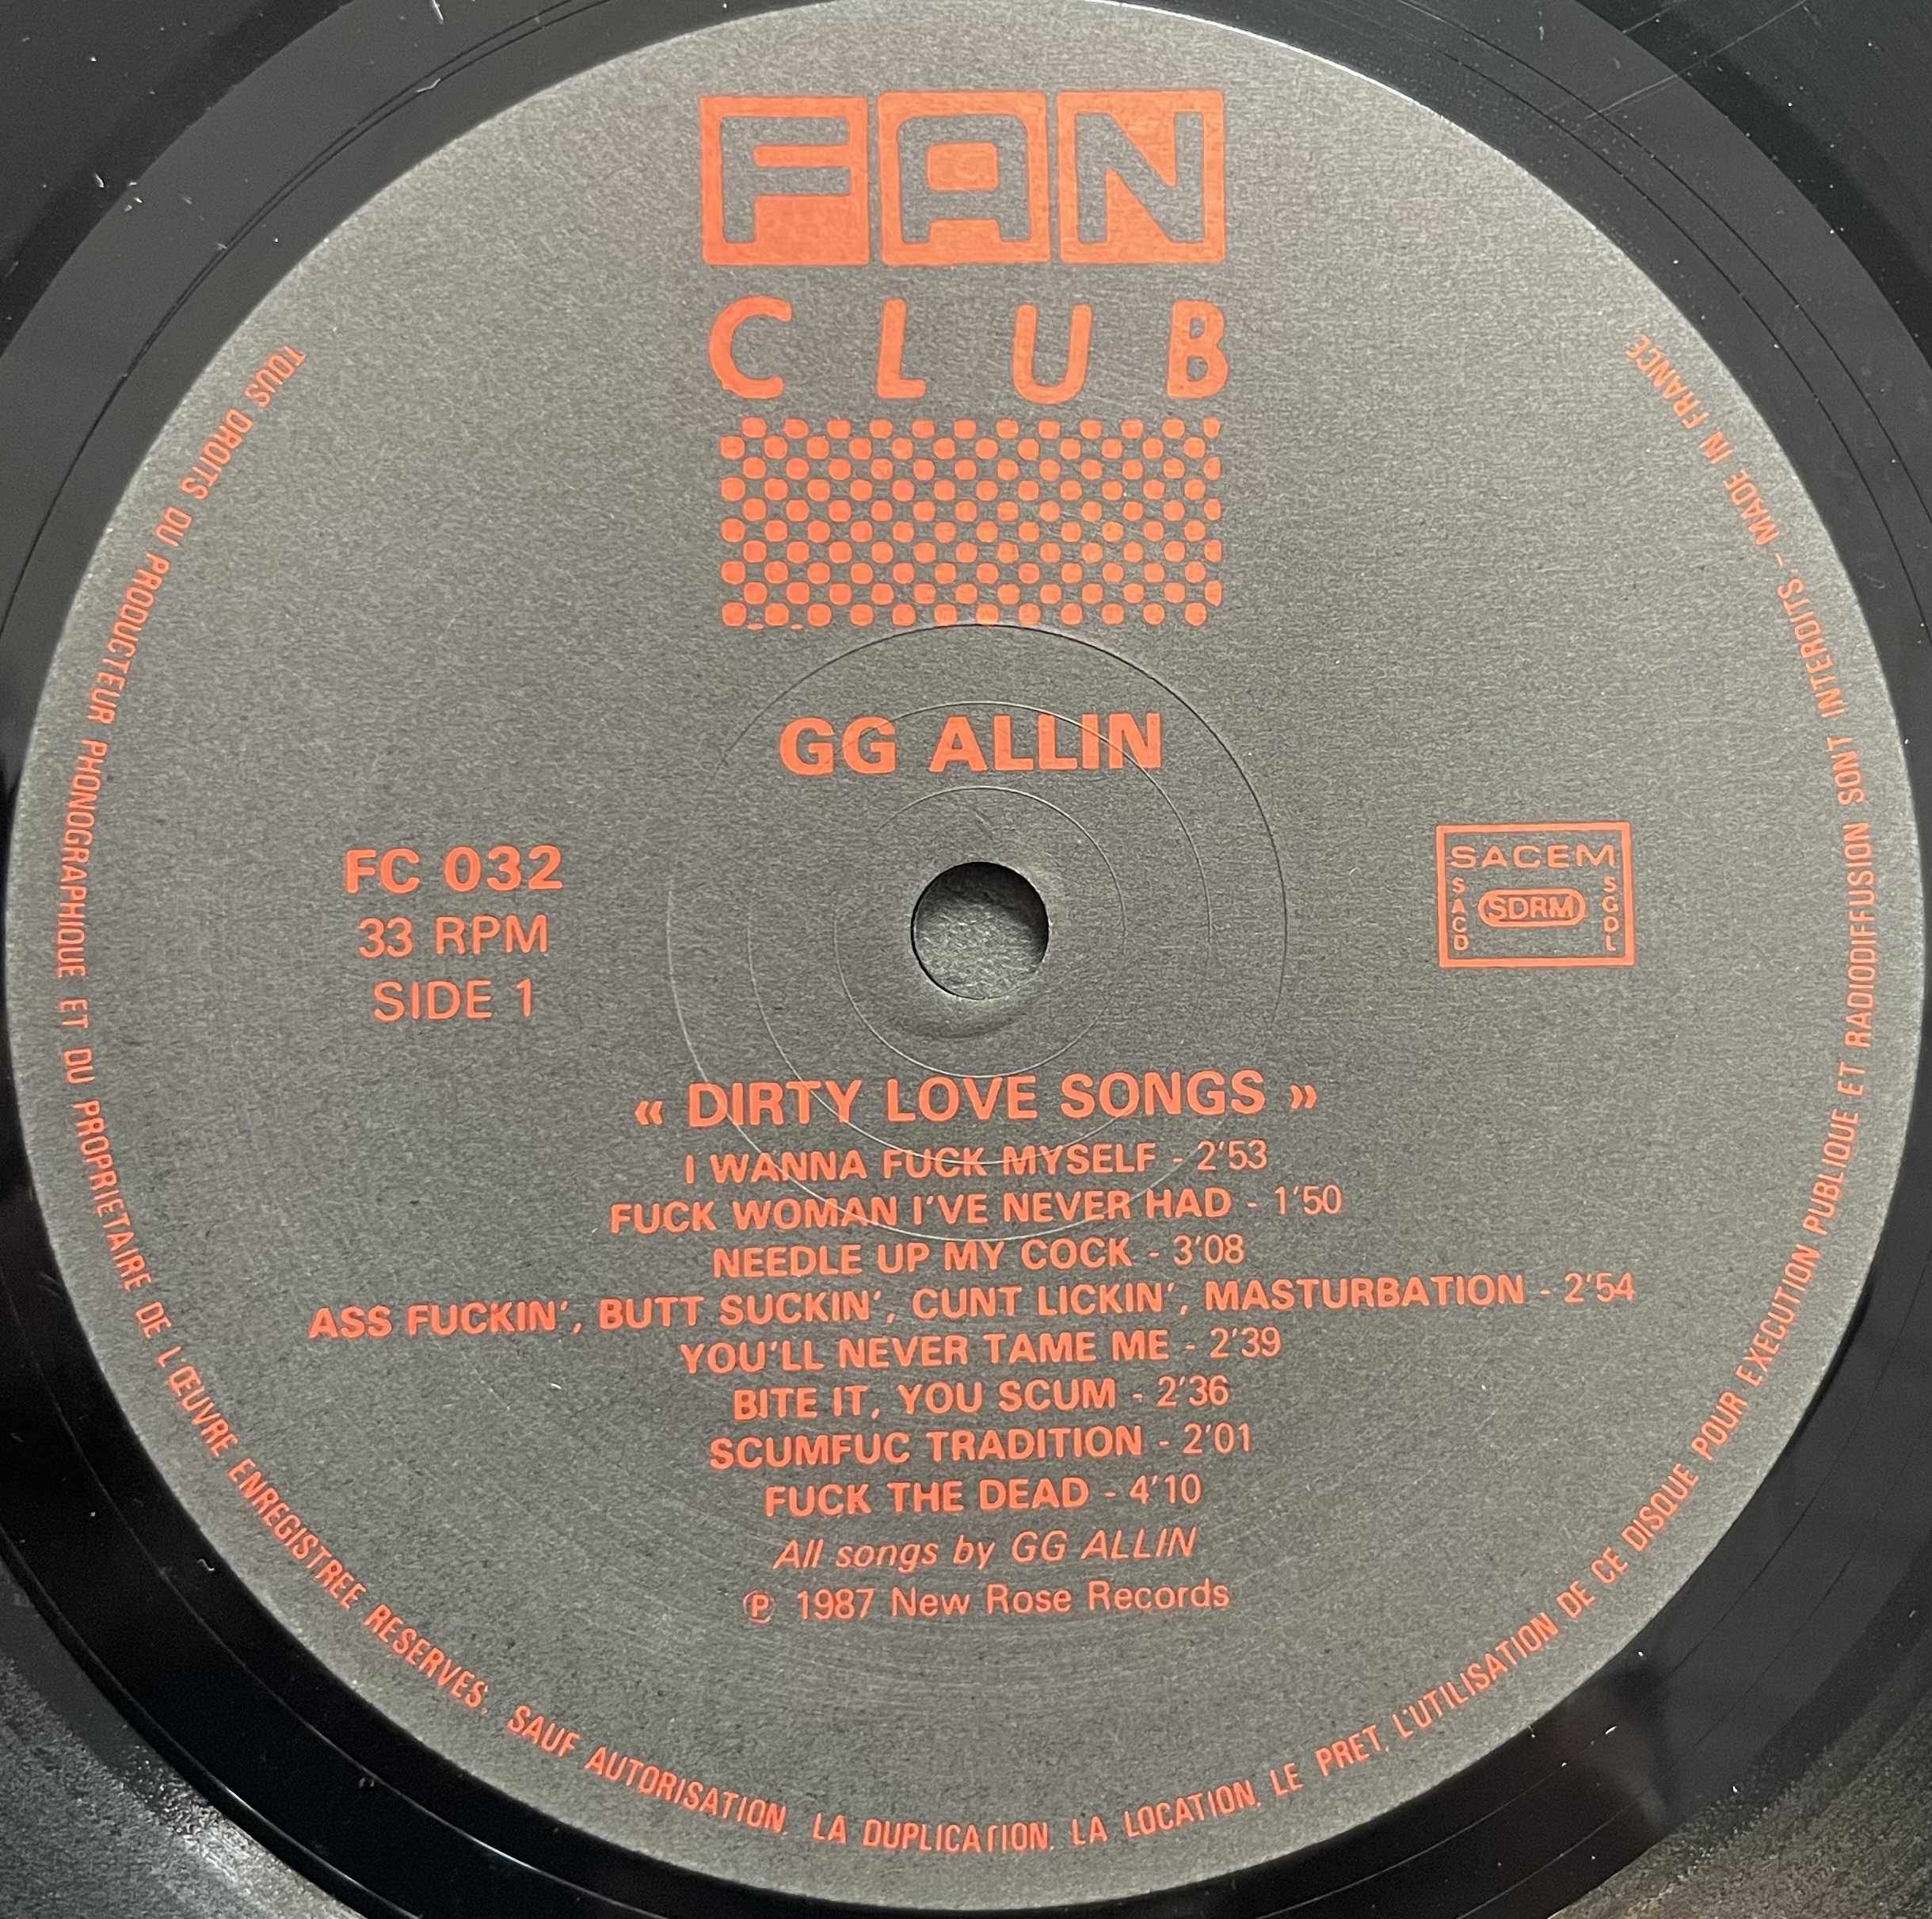 FAN
CLUB
GG ALLIN
FC 032
33 RPM
SIDE 1
SACEM
SACD
SDRM
SGDL
« DIRTY LOVE SONGS »
I WANNA FUCK MYSELF - 2'53
FUCK WOMAN I'VE NEVER HAD - 1'50
NEEDLE UP MY COCK - 3'08
ASS FUCKIN', BUTT SUCKIN', CUNT LICKIN', MASTURBATION - 2'54
YOU'LL NEVER TAME ME - 2'39
BITE IT, YOU SCUM - 2'36
SCUMFUC TRADITION - 2'01
FUCK THE DEAD - 4'10
All songs by GG ALLIN
℗ 1987 New Rose Records
TOUS DROITS DU PRODUCTEUR PHONOGRAPHIQUE ET DU PROPRIETAIRE DE L'ŒUVRE ENREGISTREE RESERVES. SAUF AUTORISATION, LA DUPLICATION, LA LOCATION, LE PRET, L'UTILISATION DE CE DISQUE POUR EXECUTION PUBLIQUE ET RADIODIFFUSION SONT INTERDITS. - MADE IN FRANCE